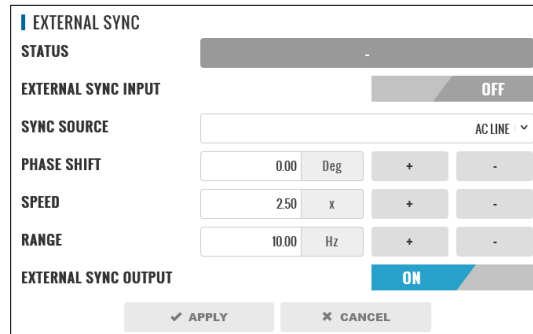 EXTERNAL SYNC
STATUS -
EXTERNAL SYNC INPUT OFF
SYNC SOURCE AC LINE
PHASE SHIFT 0.00 Deg + -
SPEED 2.50 x + -
RANGE 10.00 Hz + -
EXTERNAL SYNC OUTPUT ON
✔ APPLY ✖ CANCEL